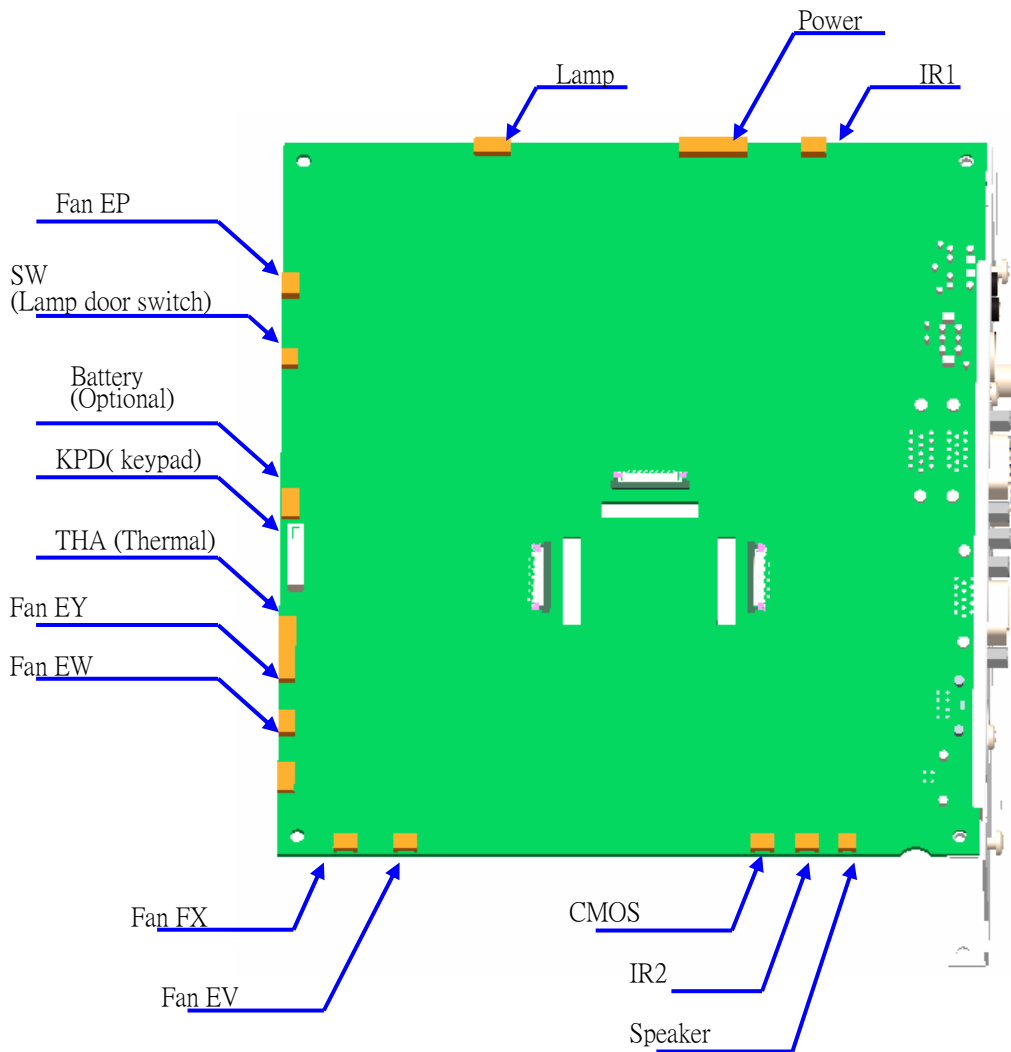 Power
Lamp
IR1
Fan EP
SW
(Lamp door switch)
Battery
(Optional)
KPD( keypad)
THA (Thermal)
Fan EY
Fan EW
Fan FX
CMOS
IR2
Fan EV
Speaker